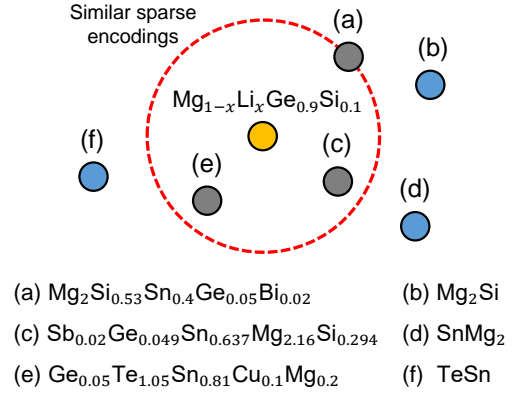 Similar sparse
encodings
(a)
(b)
Mg₁₋ₓLiₓGe₀.₉Si₀.₁
(f)
(e)
(c)
(d)
(a) Mg₂Si₀.₅₃Sn₀.₄Ge₀.₀₅Bi₀.₀₂ (b) Mg₂Si
(c) Sb₀.₀₂Ge₀.₀₄₉Sn₀.₆₃₇Mg₂.₁₆Si₀.₂₉₄ (d) SnMg₂
(e) Ge₀.₀₅Te₁.₀₅Sn₀.₈₁Cu₀.₁Mg₀.₂ (f) TeSn